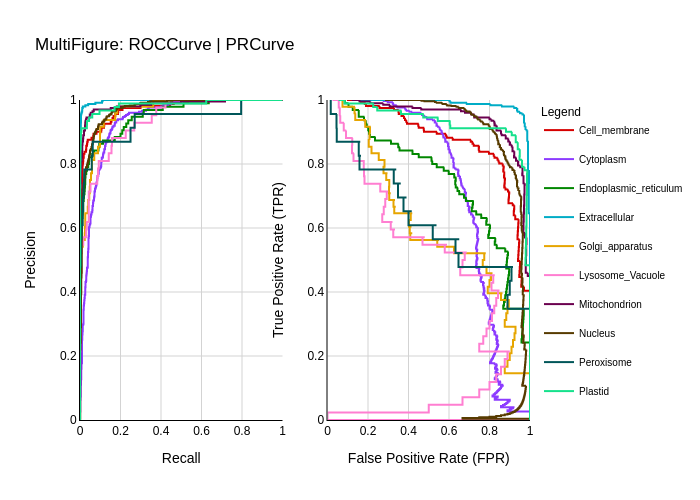 MultiFigure: ROCCurve | PRCurve
Precision
1
0.8
0.6
0.4
0.2
0
0 0.2 0.4 0.6 0.8 1
Recall
True Positive Rate (TPR)
1
0.8
0.6
0.4
0.2
0
0 0.2 0.4 0.6 0.8 1
False Positive Rate (FPR)
Legend
Cell_membrane
Cytoplasm
Endoplasmic_reticulum
Extracellular
Golgi_apparatus
Lysosome_Vacuole
Mitochondrion
Nucleus
Peroxisome
Plastid